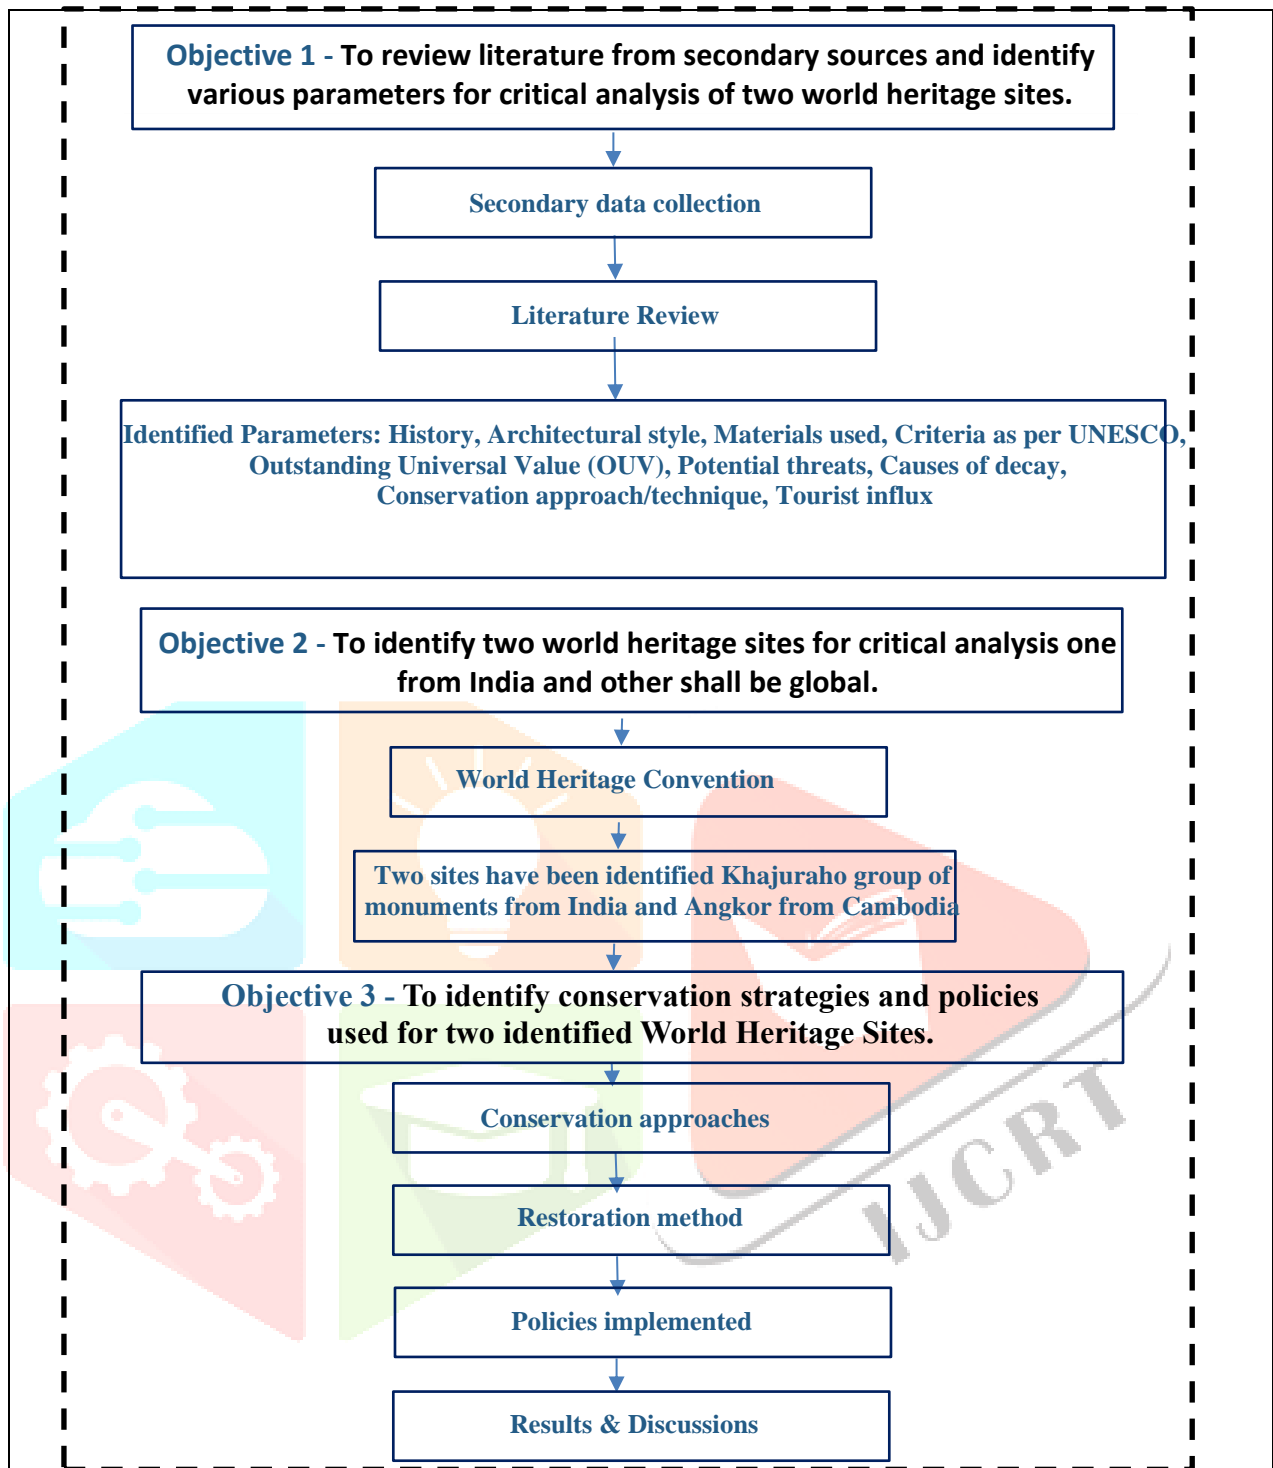 Objective 1 - To review literature from secondary sources and identify
various parameters for critical analysis of two world heritage sites.
Secondary data collection
Literature Review
Identified Parameters: History, Architectural style, Materials used, Criteria as per UNESCO,
Outstanding Universal Value (OUV), Potential threats, Causes of decay,
Conservation approach/technique, Tourist influx
Objective 2 - To identify two world heritage sites for critical analysis one
from India and other shall be global.
World Heritage Convention
Two sites have been identified Khajuraho group of
monuments from India and Angkor from Cambodia
Objective 3 - To identify conservation strategies and policies
used for two identified World Heritage Sites.
Conservation approaches
Restoration method
Policies implemented
Results & Discussions
IJCRT